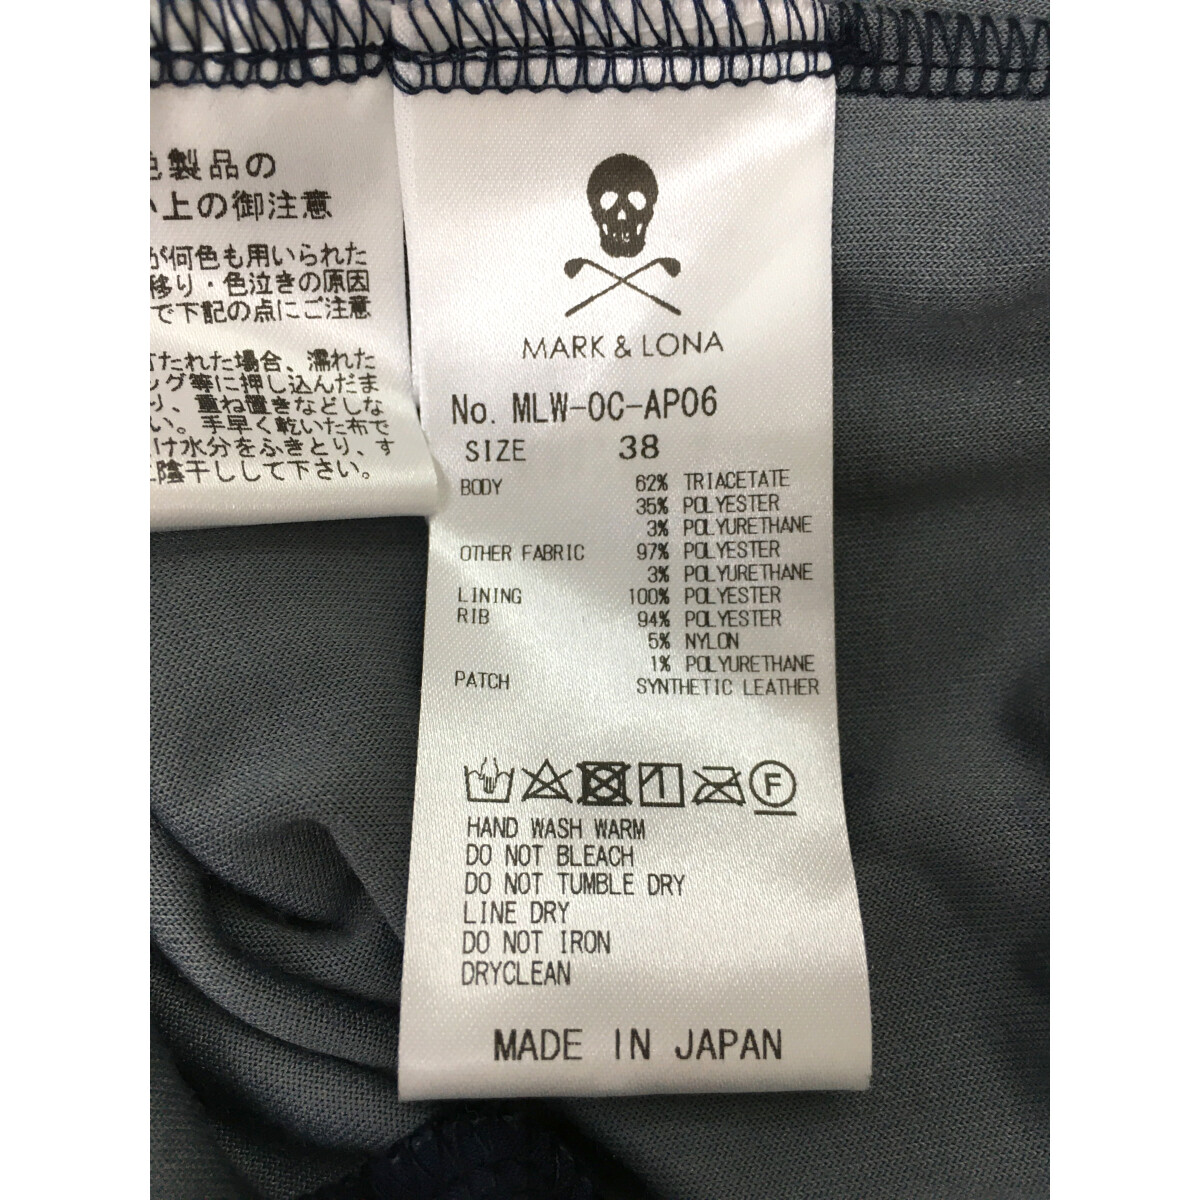 製品の
上の御注意
が何色も用いられた
移り・色泣きの原因
で下記の点にご注意
たれた場合、濡れた
グ等に押し込んだま
り、重ね置きなどしな
い。手早く乾いた布で
け水分をふきとり、す
陰干しして下さい。
MARK & LONA
No. MLW-OC-AP06
SIZE 38
BODY 62% TRIACETATE
35% POLYESTER
3% POLYURETHANE
OTHER FABRIC 97% POLYESTER
3% POLYURETHANE
LINING 100% POLYESTER
RIB 94% POLYESTER
5% NYLON
1% POLYURETHANE
PATCH SYNTHETIC LEATHER
F
HAND WASH WARM
DO NOT BLEACH
DO NOT TUMBLE DRY
LINE DRY
DO NOT IRON
DRYCLEAN
MADE IN JAPAN